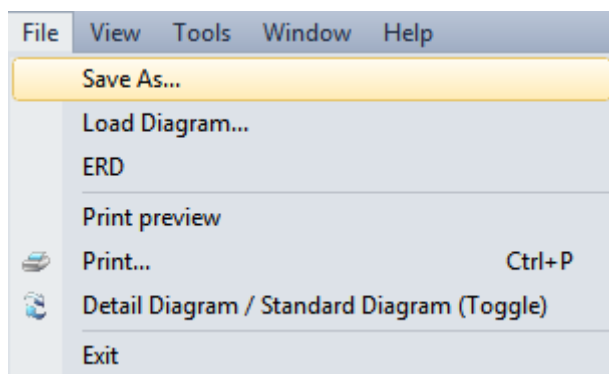 File View Tools Window Help
Save As...
Load Diagram...
ERD
Print preview
Print... Ctrl+P
Detail Diagram / Standard Diagram (Toggle)
Exit